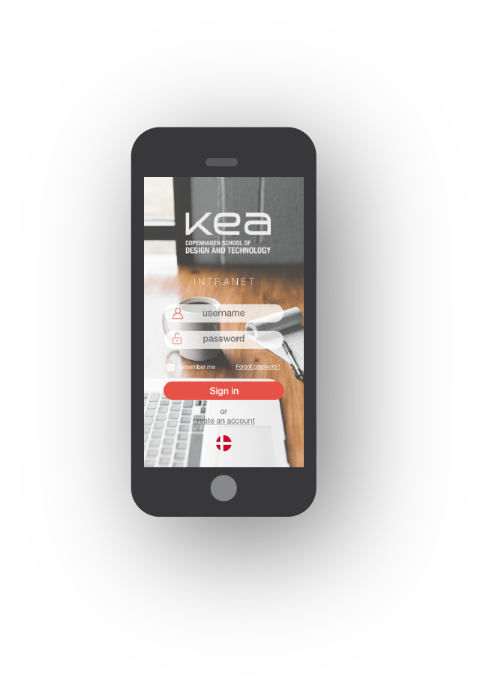 kea
COPENHAGEN SCHOOL OF
DESIGN AND TECHNOLOGY
INTRANET
username
password
Remember me Forgot password?
Sign in
or
create an account